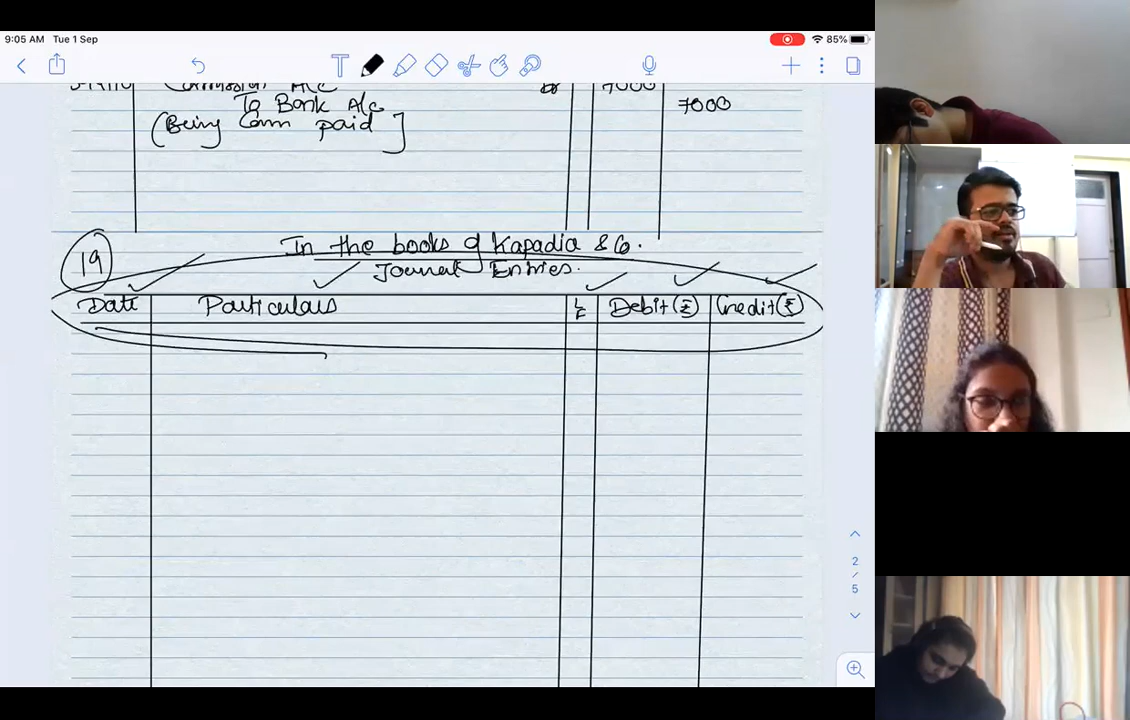 9:05 AM Tue 1 Sep
85%
A/c 7000
To Bank A/c 7000
(Being Comm paid]
19
In the books of Kapadia & Co.
Journal Entries.
Date Particulars L F Debit (₹) Credit (₹)
2
/
5